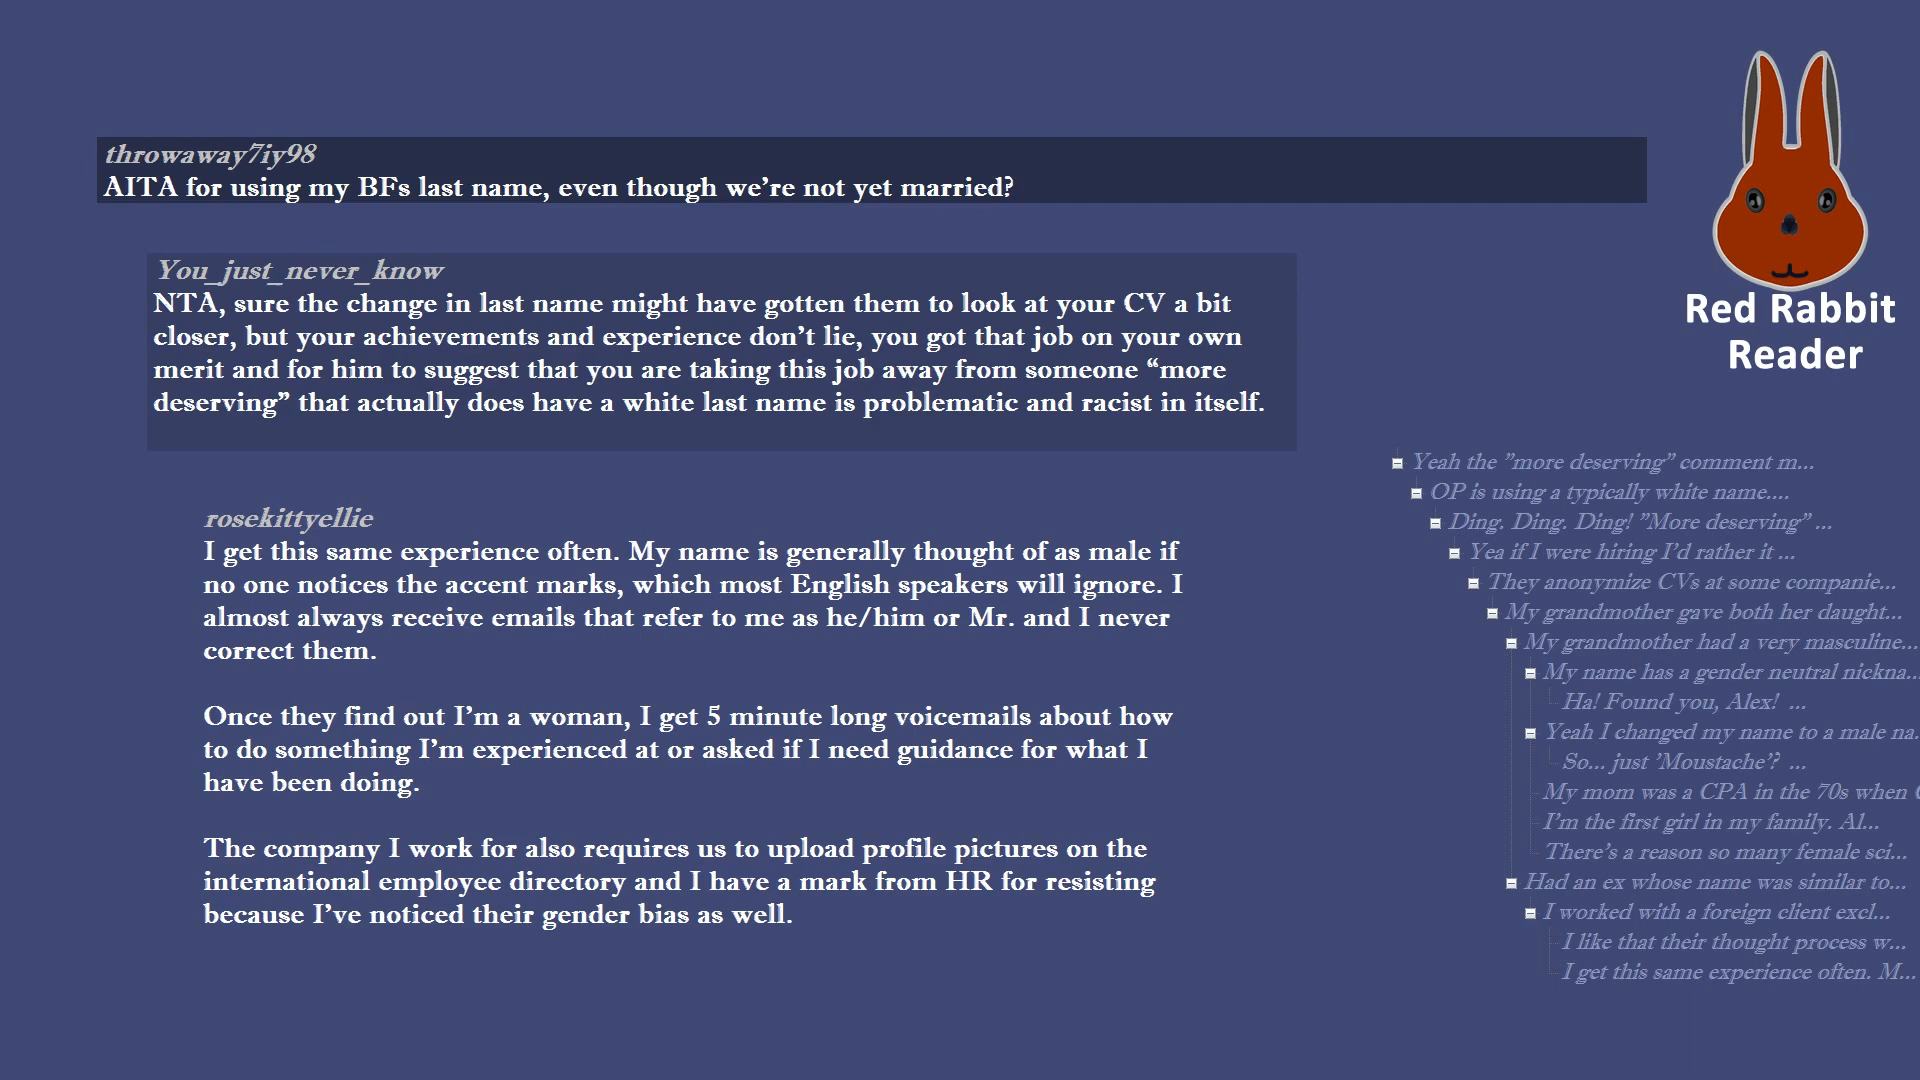 throwaway7iy98
AITA for using my BFs last name, even though we're not yet married?
You_just_never_know
NTA, sure the change in last name might have gotten them to look at your CV a bit
closer, but your achievements and experience don't lie, you got that job on your own
merit and for him to suggest that you are taking this job away from someone “more
deserving” that actually does have a white last name is problematic and racist in itself.
rosekittyellie
I get this same experience often. My name is generally thought of as male if
no one notices the accent marks, which most English speakers will ignore. I
almost always receive emails that refer to me as he/him or Mr. and I never
correct them.
Once they find out I'm a woman, I get 5 minute long voicemails about how
to do something I'm experienced at or asked if I need guidance for what I
have been doing.
The company I work for also requires us to upload profile pictures on the
international employee directory and I have a mark from HR for resisting
because I've noticed their gender bias as well.
Red Rabbit
Reader
Yeah the "more deserving" comment m...
OP is using a typically white name....
Ding. Ding. Ding! "More deserving" ...
Yea if I were hiring I'd rather it ...
They anonymize CVs at some companie...
My grandmother gave both her daught...
My grandmother had a very masculine...
My name has a gender neutral nickna...
Ha! Found you, Alex! ...
Yeah I changed my name to a male na.
So... just 'Moustache'? ...
My mom was a CPA in the 70s when
I'm the first girl in my family. Al...
There's a reason so many female sci...
Had an ex whose name was similar to...
I worked with a foreign client excl...
I like that their thought process w...
I get this same experience often. M...